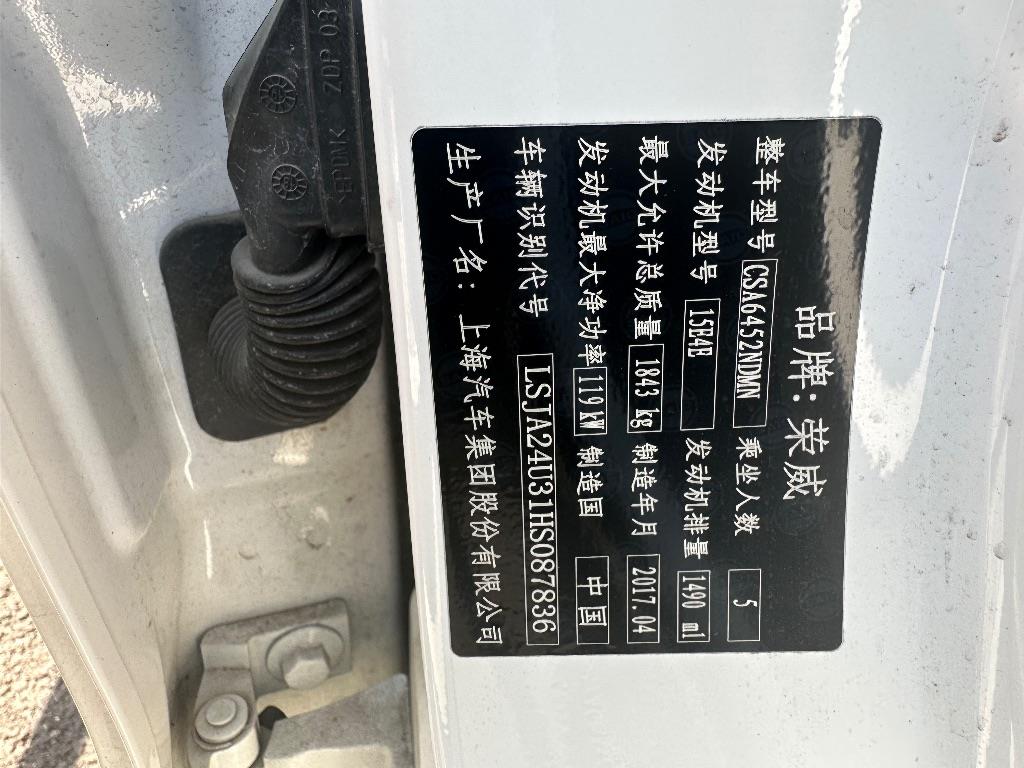 品牌:荣威
整车型号 CSA6452NDMN 乘坐人数 5
发动机型号 15E4E 发动机排量 1490 ml
最大允许总质量 1843 kg 制造年月 2017.04
发动机最大净功率 119 kW 制造国 中国
车辆识别代号 LSJA24U31HS087836
生产厂名:上海汽车集团股份有限公司